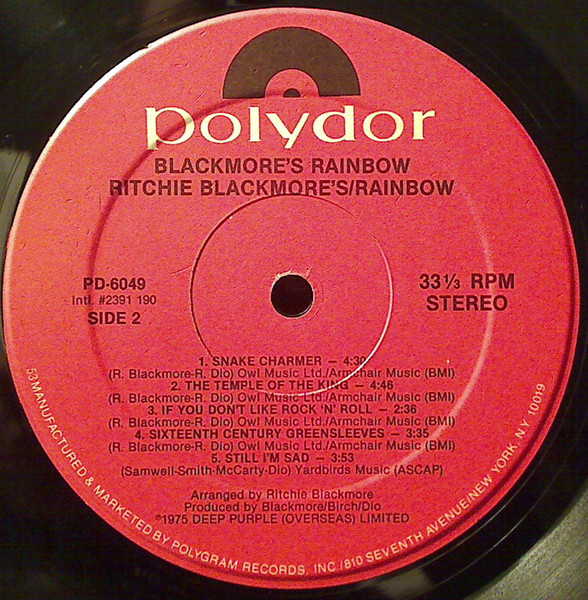 polydor
BLACKMORE'S RAINBOW
RITCHIE BLACKMORE'S/RAINBOW
PD-6049
Intl. #2391 190
SIDE 2
33 1/3 RPM
STEREO
1. SNAKE CHARMER – 4:30
(R. Blackmore-R. Dio) Owl Music Ltd./Armchair Music (BMI)
2. THE TEMPLE OF THE KING – 4:46
(R. Blackmore-R. Dio) Owl Music Ltd./Armchair Music (BMI)
3. IF YOU DON'T LIKE ROCK 'N' ROLL – 2:36
(R. Blackmore-R. Dio) Owl Music Ltd./Armchair Music (BMI)
4. SIXTEENTH CENTURY GREENSLEEVES – 3:35
(R. Blackmore-R. Dio) Owl Music Ltd./Armchair Music (BMI)
5. STILL I'M SAD – 3:53
(Samwell-Smith-McCarty-Dio) Yardbirds Music (ASCAP)
Arranged by Ritchie Blackmore
Produced by Blackmore/Birch/Dio
℗1975 DEEP PURPLE (OVERSEAS) LIMITED
53 MANUFACTURED & MARKETED BY POLYGRAM RECORDS, INC./810 SEVENTH AVENUE/NEW YORK, N.Y. 10019